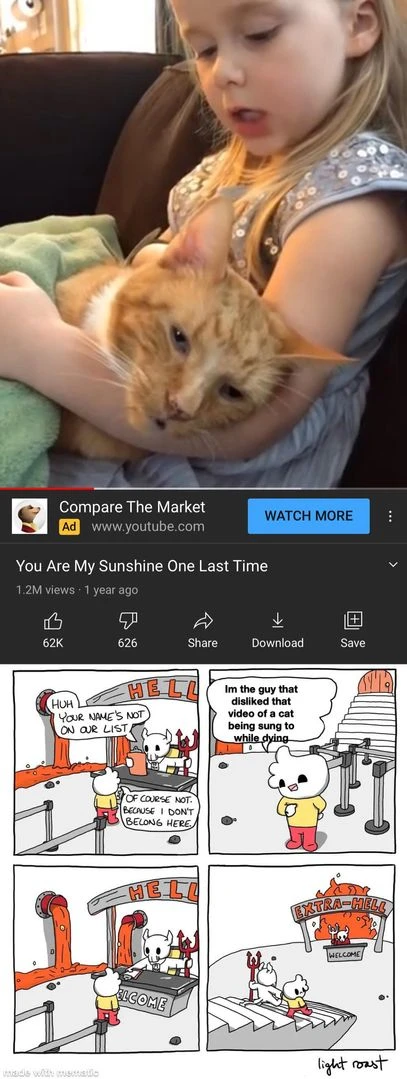 Compare The Market
Ad www.youtube.com
WATCH MORE
You Are My Sunshine One Last Time
1.2M views · 1 year ago
62K
626
Share
Download
Save
HUH
YOUR NAME'S NOT
ON OUR LIST
HELL
OF COURSE NOT.
BECAUSE I DON'T
BELONG HERE.
Im the guy that
disliked that
video of a cat
being sung to
while dying
HELL
ELCOME
EXTRA-HELL
WELCOME
light roast
made with mematic